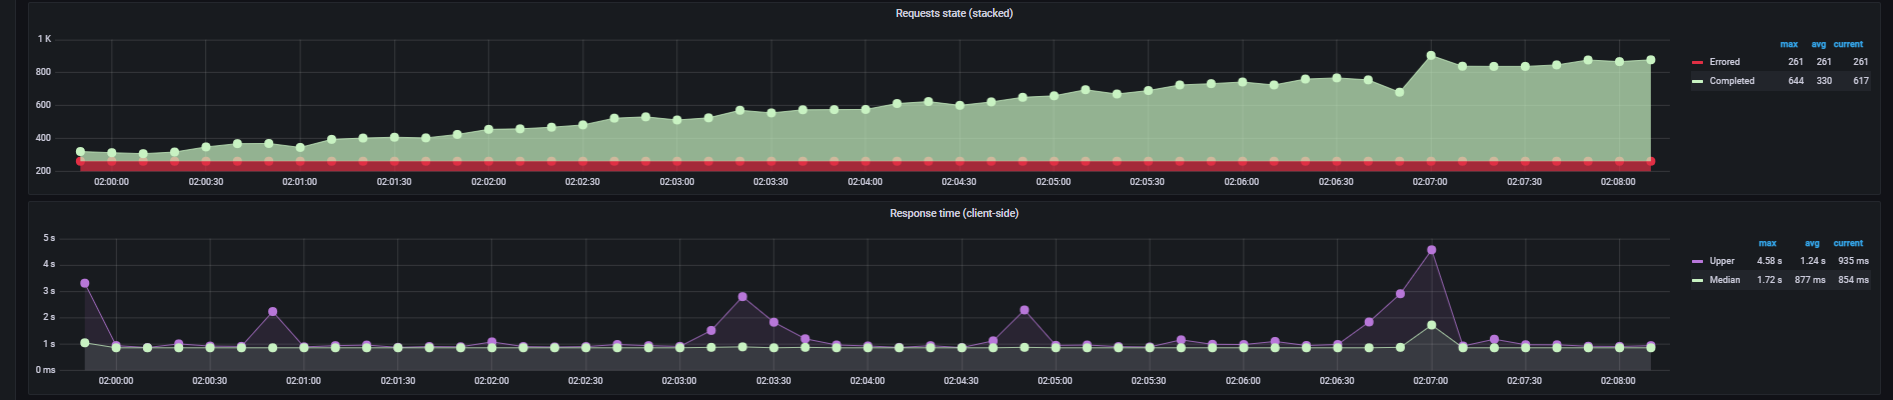 Requests state (stacked)
1 K
800
600
400
200
02:00:00 02:00:30 02:01:00 02:01:30 02:02:00 02:02:30 02:03:00 02:03:30 02:04:00 02:04:30 02:05:00 02:05:30 02:06:00 02:06:30 02:07:00 02:07:30 02:08:00
max avg current
Errored 261 261 261
Completed 644 330 617
Response time (client-side)
5 s
4 s
3 s
2 s
1 s
0 ms
02:00:00 02:00:30 02:01:00 02:01:30 02:02:00 02:02:30 02:03:00 02:03:30 02:04:00 02:04:30 02:05:00 02:05:30 02:06:00 02:06:30 02:07:00 02:07:30 02:08:00
max avg current
Upper 4.58 s 1.24 s 935 ms
Median 1.72 s 877 ms 854 ms